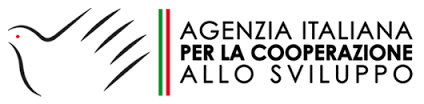 AGENZIA ITALIANA
PER LA COOPERAZIONE
ALLO SVILUPPO